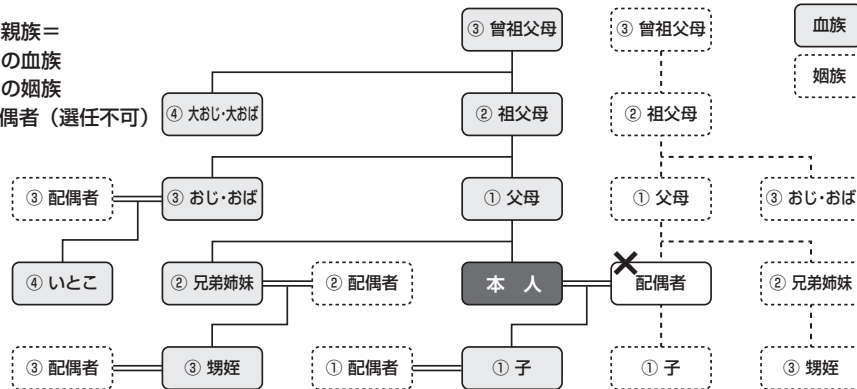 親族＝
の血族
の姻族
偶者（選任不可）
③ 曾祖父母
③ 曾祖父母
血族
姻族
④ 大おじ・大おば
② 祖父母
② 祖父母
③ 配偶者
③ おじ・おば
① 父母
① 父母
③ おじ・おば
④ いとこ
② 兄弟姉妹
② 配偶者
本 人
配偶者
② 兄弟姉妹
③ 配偶者
③ 甥姪
① 配偶者
① 子
① 子
③ 甥姪